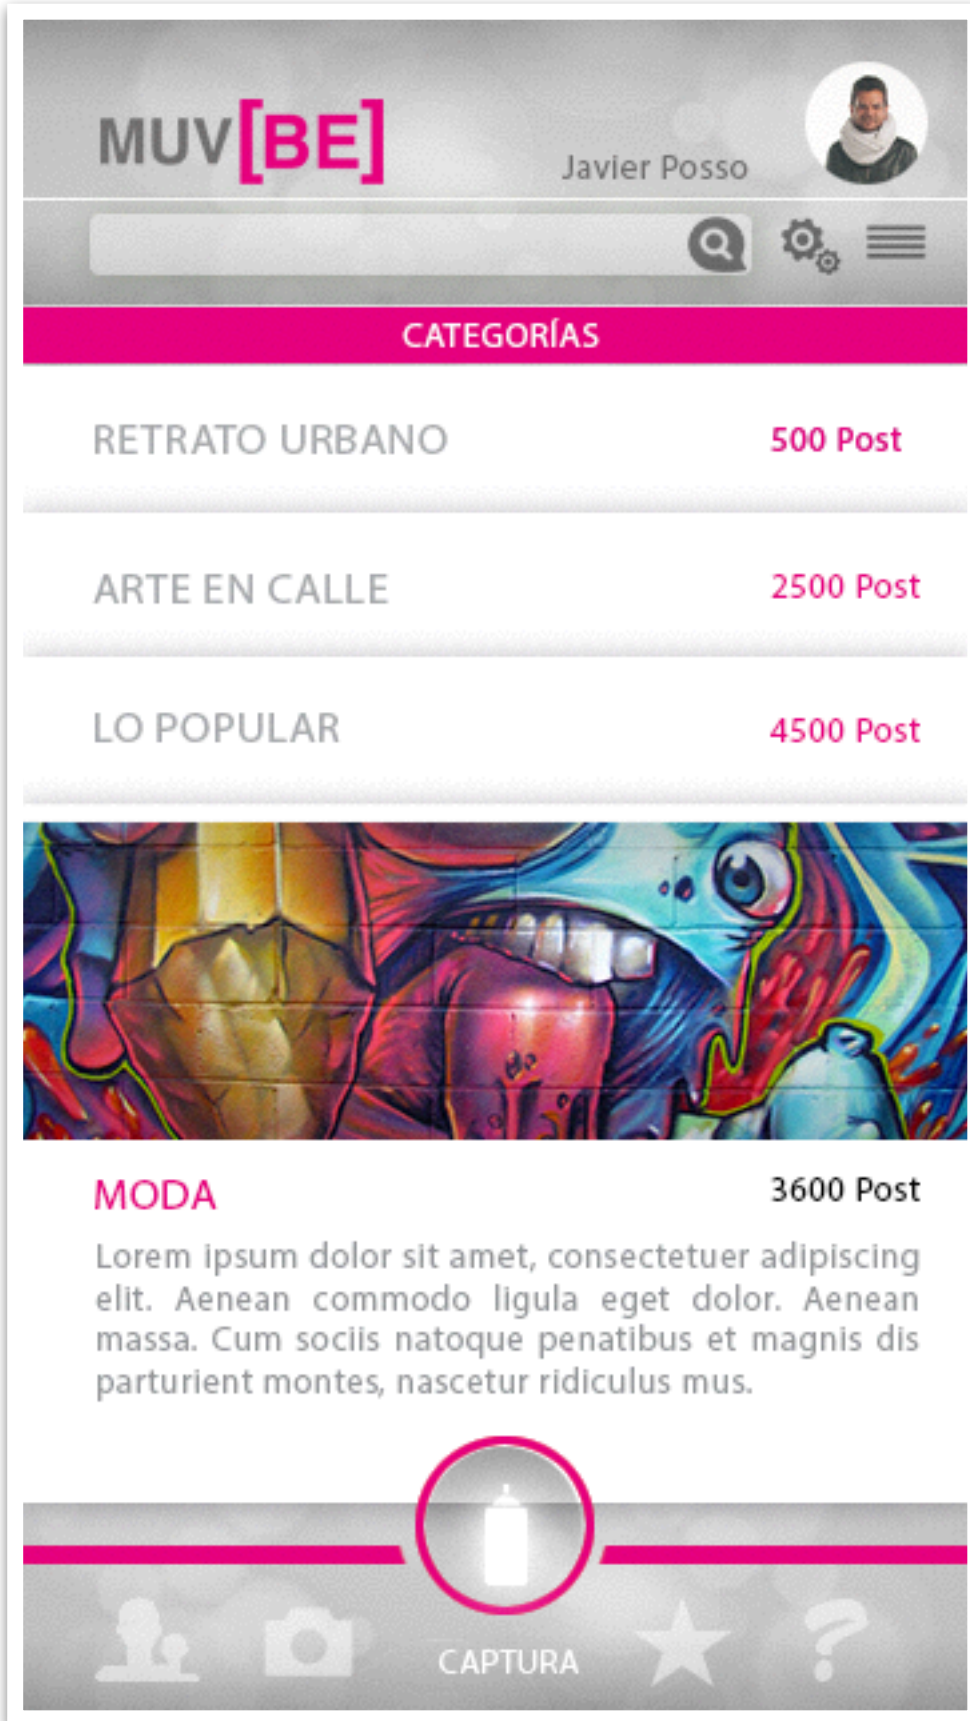 MUV[BE]
Javier Posso
CATEGORÍAS
RETRATO URBANO 500 Post
ARTE EN CALLE 2500 Post
LO POPULAR 4500 Post
MODA 3600 Post
Lorem ipsum dolor sit amet, consectetuer adipiscing
elit. Aenean commodo ligula eget dolor. Aenean
massa. Cum sociis natoque penatibus et magnis dis
parturient montes, nascetur ridiculus mus.
CAPTURA